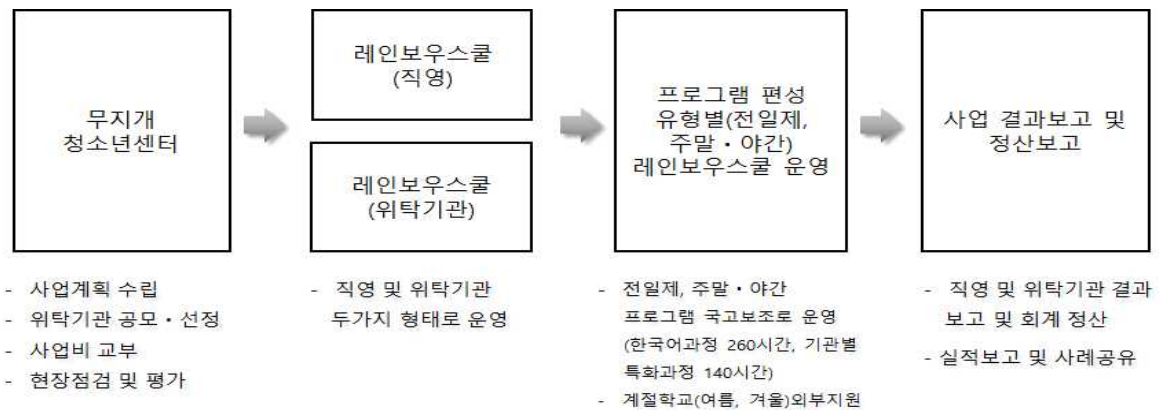 무지개
청소년센터
레인보우스쿨
(직영)
레인보우스쿨
(위탁기관)
프로그램 편성
유형별(전일제,
주말・야간)
레인보우스쿨 운영
사업 결과보고 및
정산보고
- 사업계획 수립
- 위탁기관 공모・선정
- 사업비 교부
- 현장점검 및 평가
- 직영 및 위탁기관
두가지 형태로 운영
- 전일제, 주말・야간
프로그램 국고보조로 운영
(한국어과정 260시간, 기관별
특화과정 140시간)
- 계절학교(여름, 겨울)외부지원
- 직영 및 위탁기관 결과
보고 및 회계 정산
- 실적보고 및 사례공유